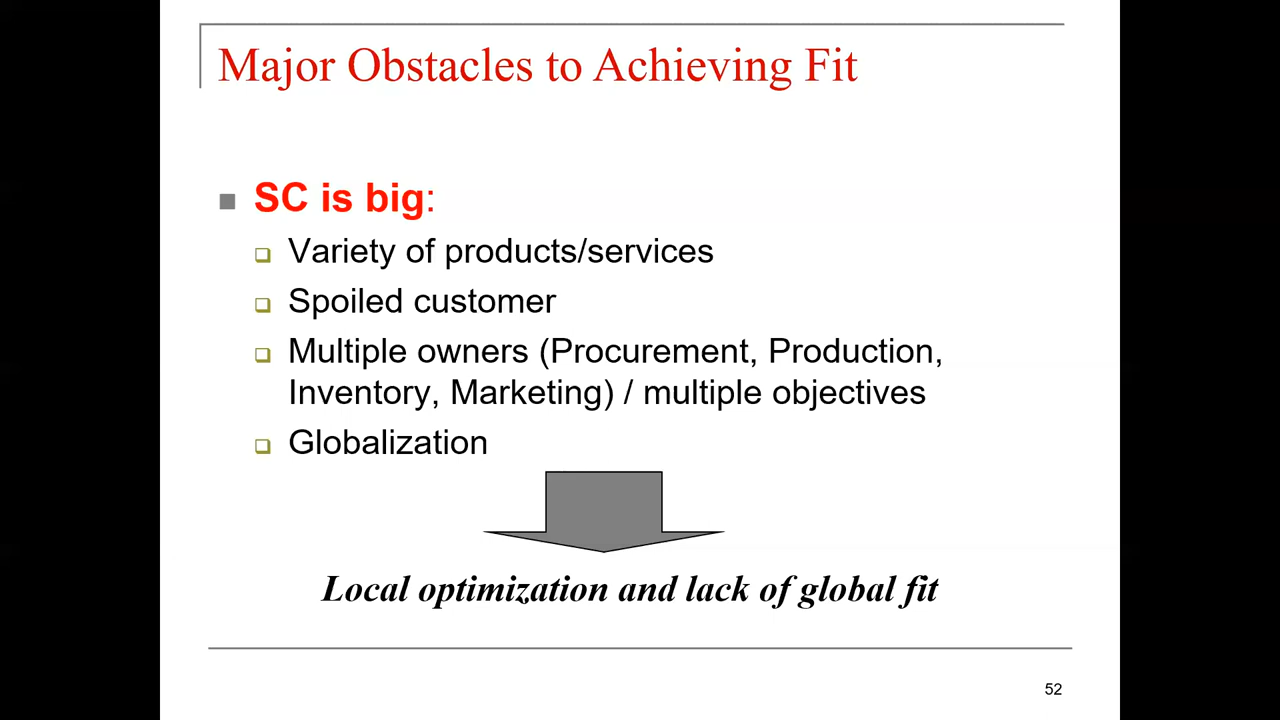 Major Obstacles to Achieving Fit
SC is big:
Variety of products/services
Spoiled customer
Multiple owners (Procurement, Production,
Inventory, Marketing) / multiple objectives
Globalization
Local optimization and lack of global fit
52